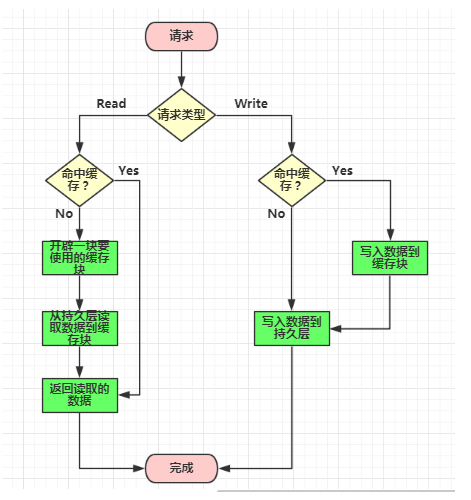 请求
请求类型
Read
Write
命中缓
存？
Yes
No
命中缓
存？
Yes
No
开辟一块要
使用的缓存
块
写入数据到
缓存块
从持久层读
取数据到缓
存块
写入数据到
持久层
返回读取的
数据
完成